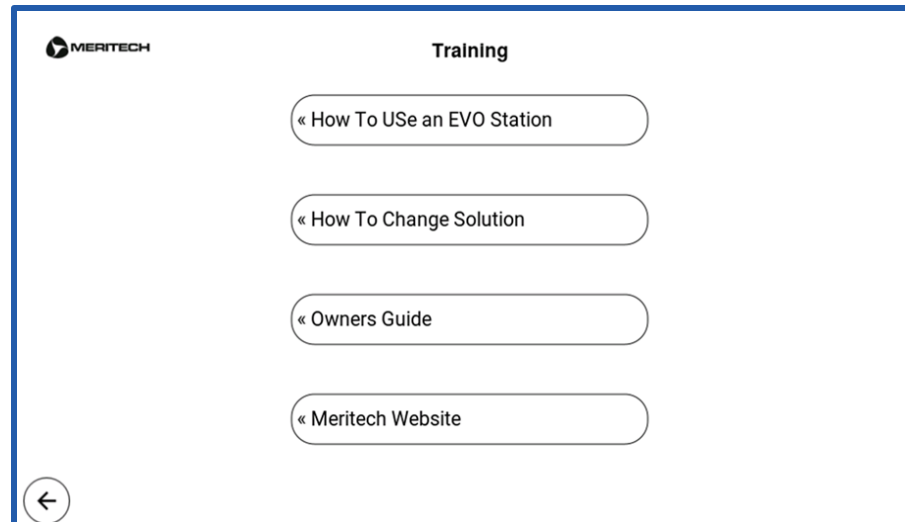 MERITECH
Training
« How To USe an EVO Station
« How To Change Solution
« Owners Guide
« Meritech Website